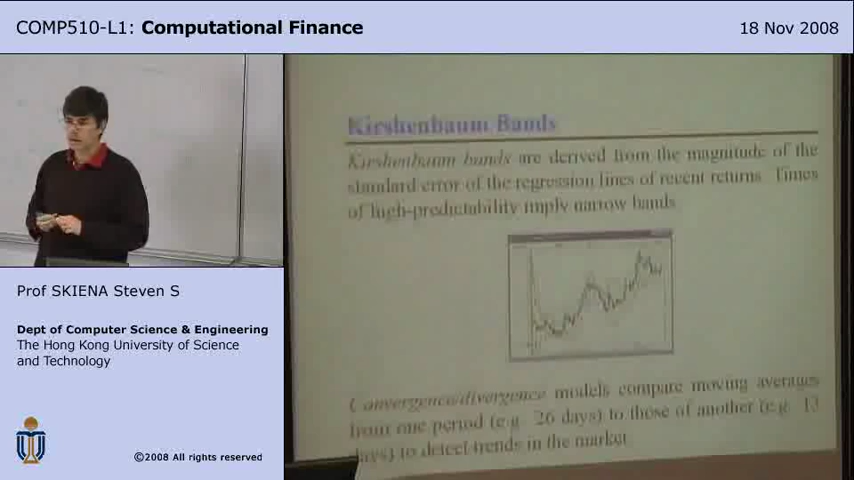 COMP510-L1: Computational Finance
18 Nov 2008
Kirshenbaum Bands
Kirshenbaum bands are derived from the magnitude of the
standard error of the regression lines of recent returns. Times
of high-predictability imply narrow bands
Convergence/divergence models compare moving averages
from one period (e.g. 26 days) to those of another (e.g. 13
days) to detect trends in the market
Prof SKIENA Steven S
Dept of Computer Science & Engineering
The Hong Kong University of Science
and Technology
©2008 All rights reserved